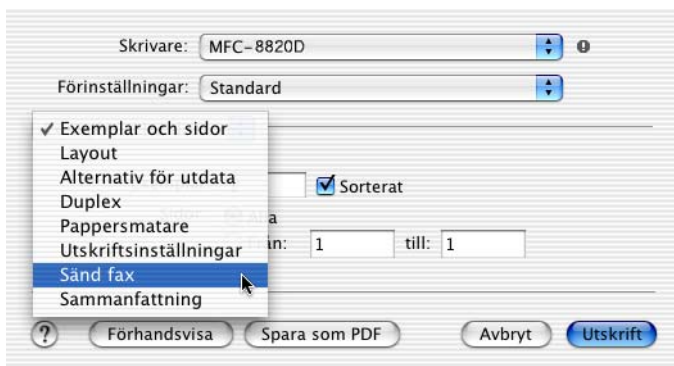 Skrivare: MFC-8820D
Förinställningar: Standard
✓ Exemplar och sidor
Layout
Alternativ för utdata
Sorterat
Duplex
Pappersmatare
Utskriftsinställningar
från: 1 till: 1
Sänd fax
Sammanfattning
? Förhandsvisa Spara som PDF Avbryt Utskrift